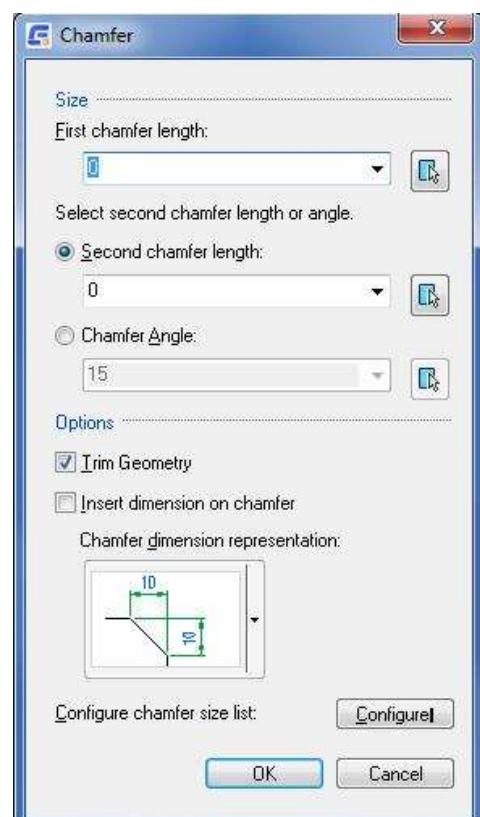 Chamfer
Size
First chamfer length:
0
Select second chamfer length or angle.
Second chamfer length:
0
Chamfer Angle:
15
Options
Trim Geometry
Insert dimension on chamfer
Chamfer dimension representation:
10
10
Configure chamfer size list:
Configure
OK
Cancel